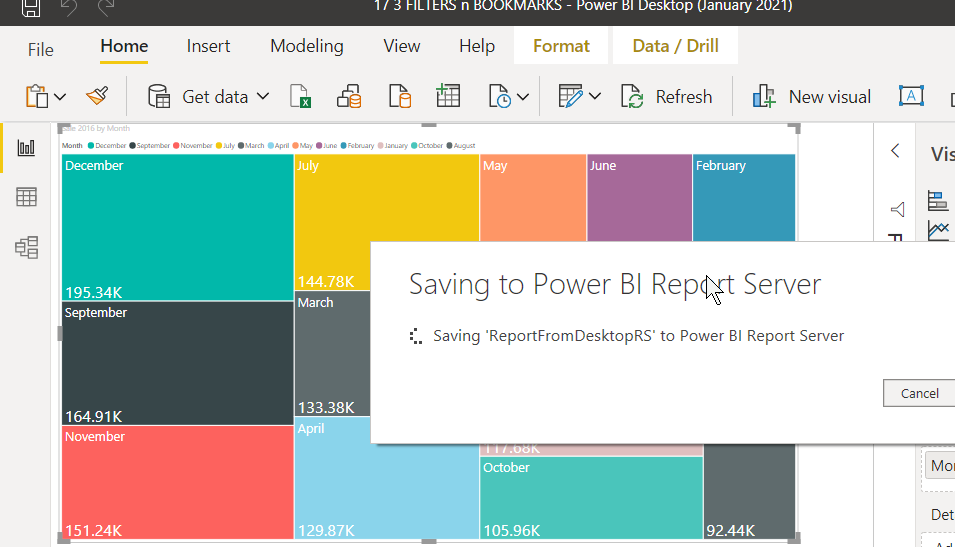 17 3 FILTERS n BOOKMARKS - Power BI Desktop (January 2021)
File Home Insert Modeling View Help Format Data / Drill
Get data Refresh New visual
2016 by Month
Month December September November July March April May June February January October August
December July May June February
144.78K
195.34K
March
September
133.38K
164.91K
April
November
117.68K
October
151.24K 129.87K 105.96K 92.44K
Saving to Power BI Report Server
Saving 'ReportFromDesktopRS' to Power BI Report Server
Cancel
Vis
Mo
Det